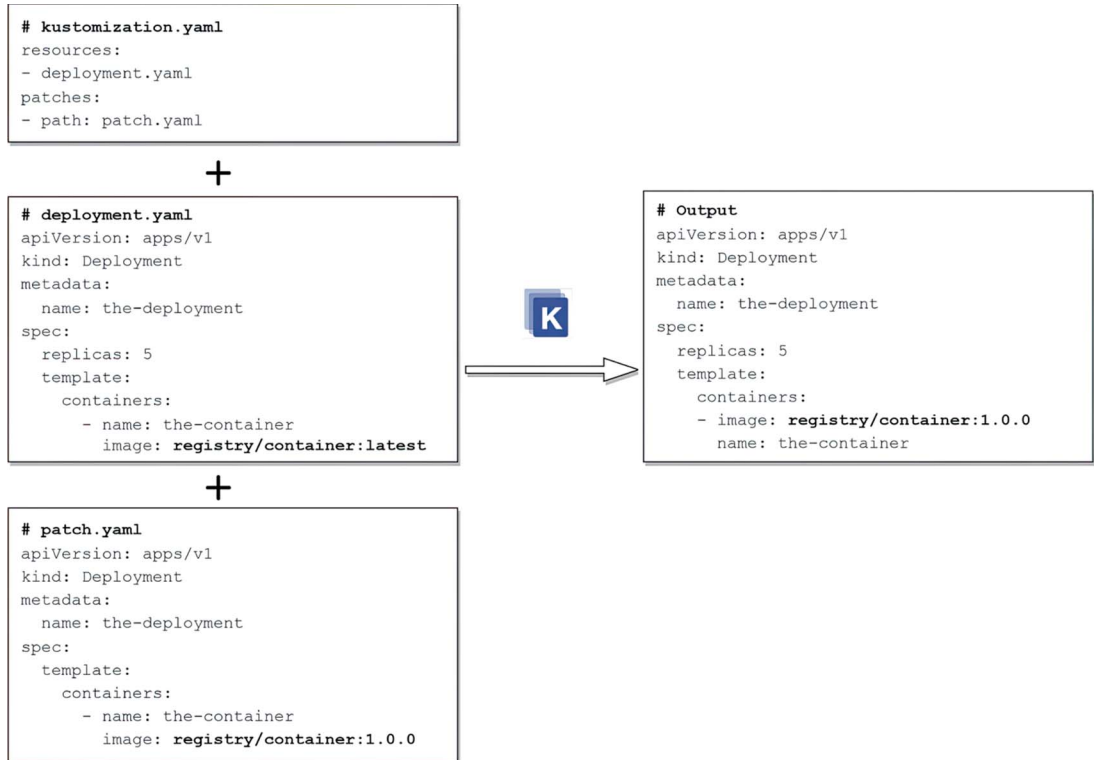 # kustomization.yaml
resources:
- deployment.yaml
patches:
- path: patch.yaml
+
# deployment.yaml
apiVersion: apps/v1
kind: Deployment
metadata:
  name: the-deployment
spec:
  replicas: 5
  template:
    containers:
      - name: the-container
        image: registry/container:latest
+
# patch.yaml
apiVersion: apps/v1
kind: Deployment
metadata:
  name: the-deployment
spec:
  template:
    containers:
      - name: the-container
        image: registry/container:1.0.0
K
# Output
apiVersion: apps/v1
kind: Deployment
metadata:
  name: the-deployment
spec:
  replicas: 5
  template:
    containers:
    - image: registry/container:1.0.0
      name: the-container